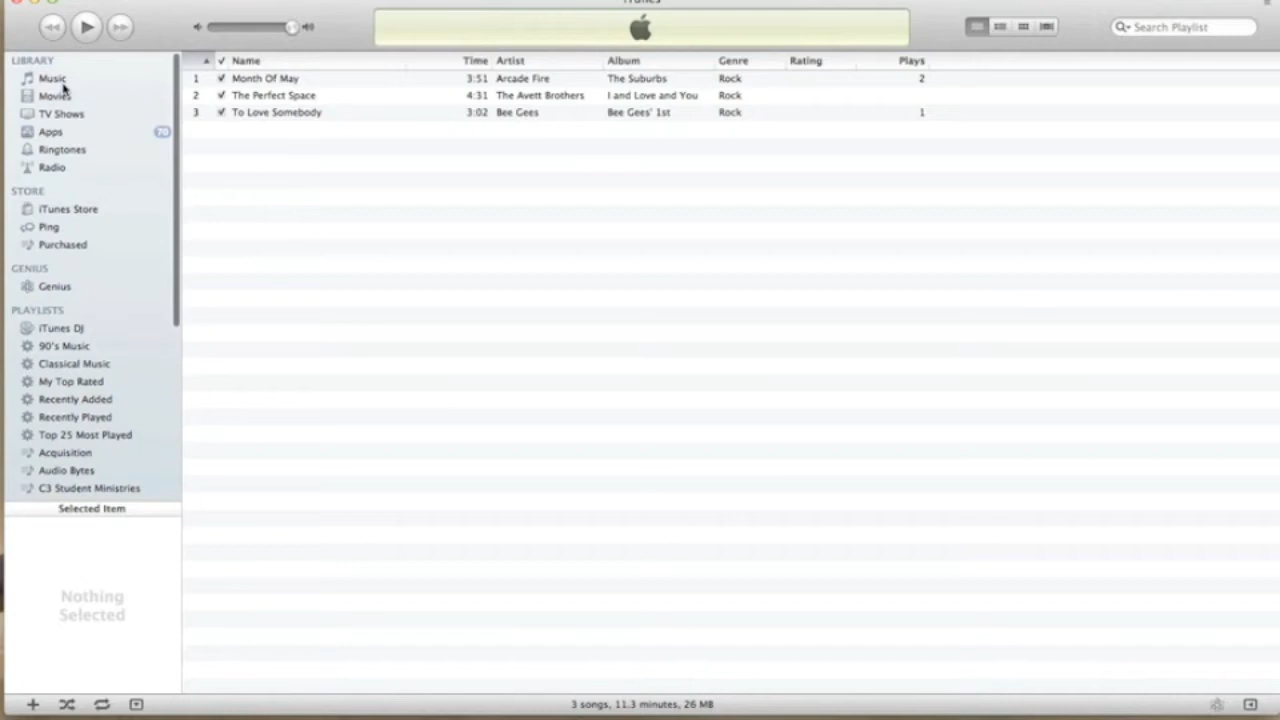 iTunes
Search Playlist
LIBRARY
Music
Movies
TV Shows
Apps 70
Ringtones
Radio
STORE
iTunes Store
Ping
Purchased
GENIUS
Genius
PLAYLISTS
iTunes DJ
90's Music
Classical Music
My Top Rated
Recently Added
Recently Played
Top 25 Most Played
Acquisition
Audio Bytes
C3 Student Ministries
Selected Item
Nothing
Selected
Name Time Artist Album Genre Rating Plays
1 Month Of May 3:51 Arcade Fire The Suburbs Rock 2
2 The Perfect Space 4:31 The Avett Brothers I and Love and You Rock
3 To Love Somebody 3:02 Bee Gees Bee Gees' 1st Rock 1
3 songs, 11.3 minutes, 26 MB